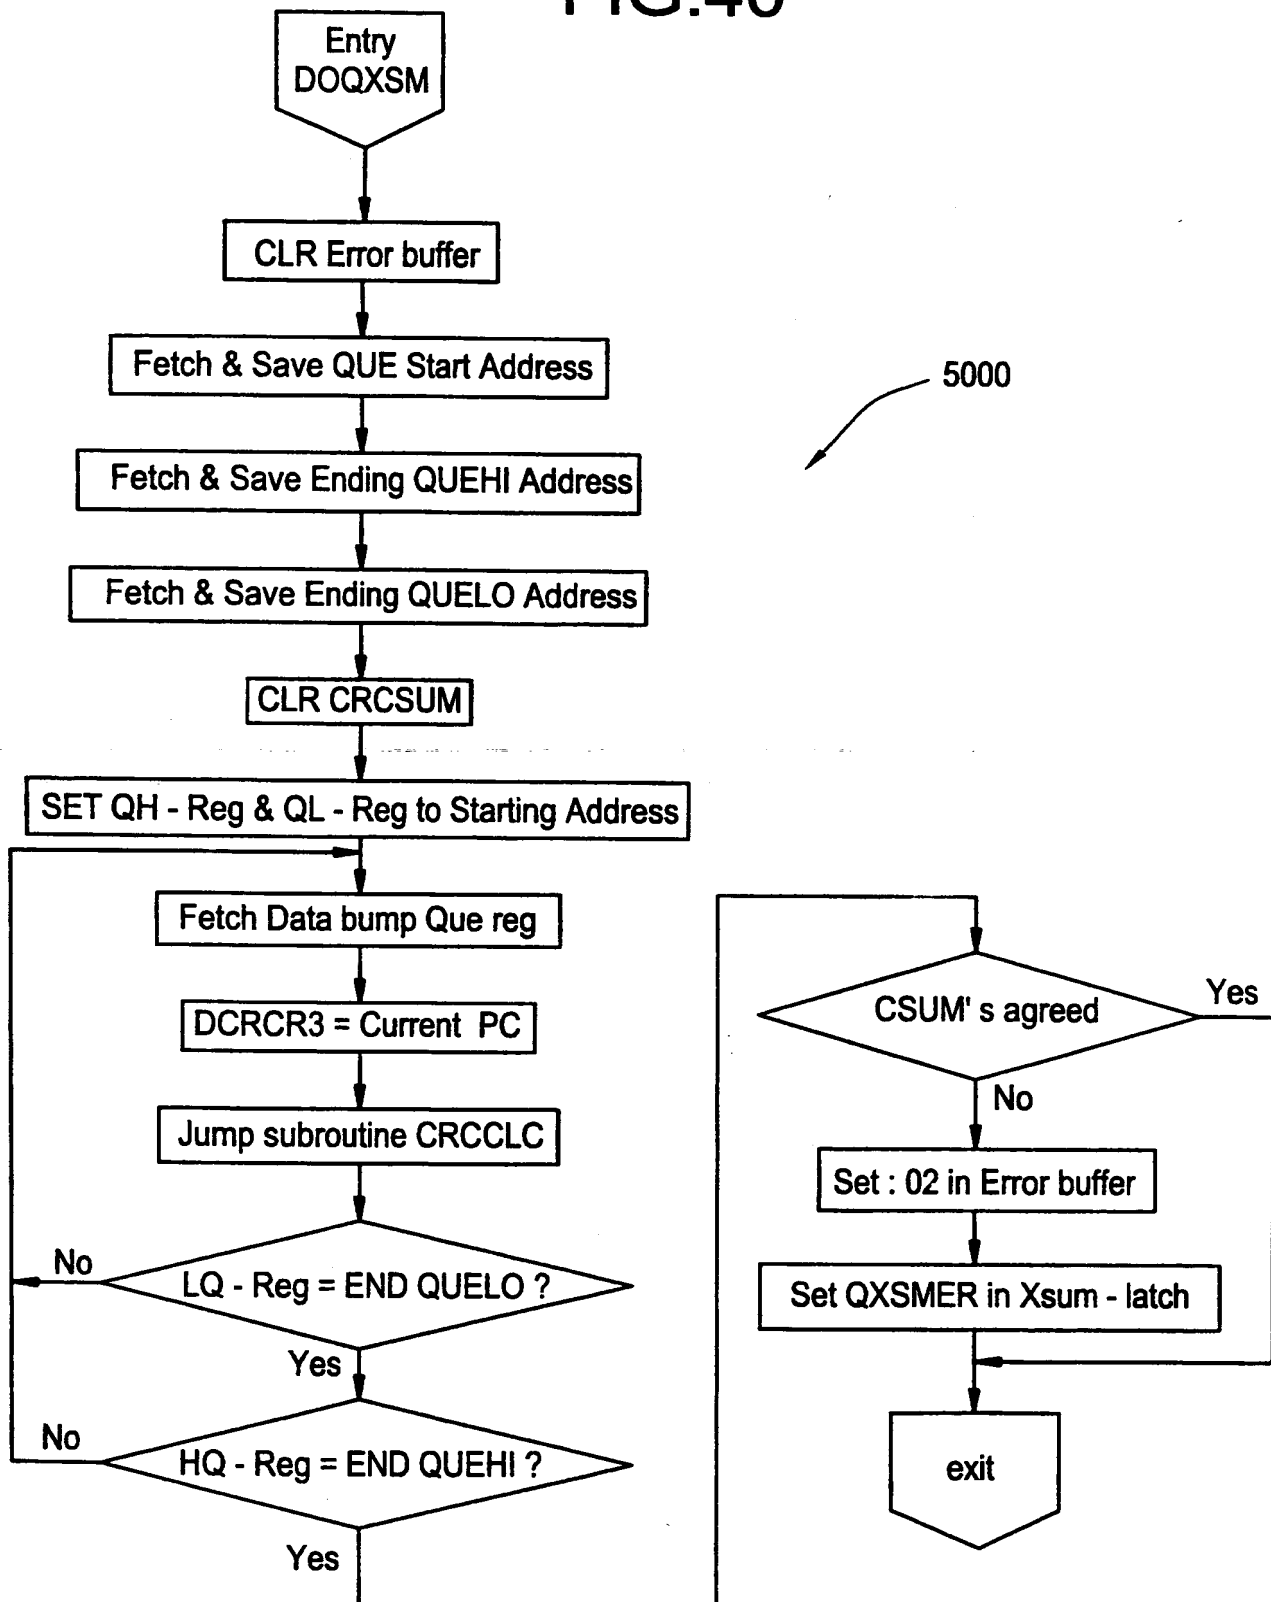 Entry
DOQXSM
CLR Error buffer
Fetch & Save QUE Start Address
5000
Fetch & Save Ending QUEHI Address
Fetch & Save Ending QUELO Address
CLR CRCSUM
SET QH - Reg & QL - Reg to Starting Address
Fetch Data bump Que reg
DCRCR3 = Current PC
Jump subroutine CRCCLC
LQ - Reg = END QUELO ?
No
Yes
HQ - Reg = END QUEHI ?
No
Yes
CSUM' s agreed
Yes
No
Set : 02 in Error buffer
Set QXSMER in Xsum - latch
exit